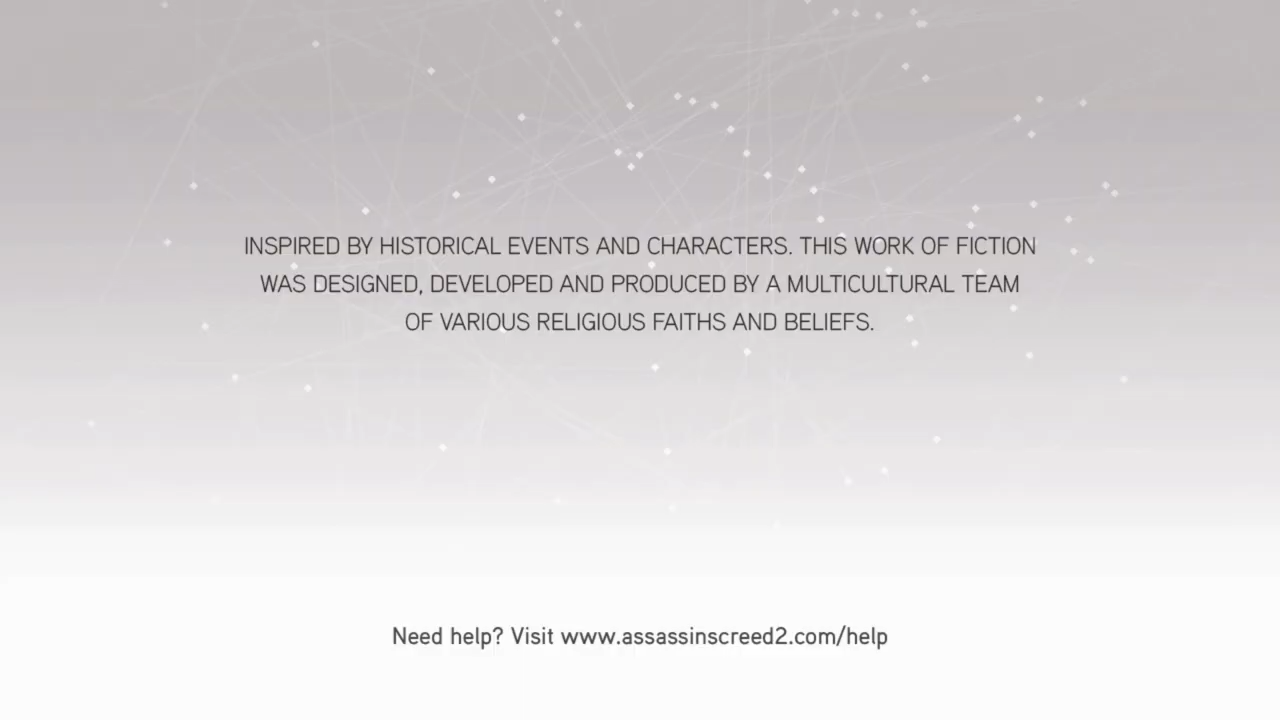 INSPIRED BY HISTORICAL EVENTS AND CHARACTERS. THIS WORK OF FICTION
WAS DESIGNED, DEVELOPED AND PRODUCED BY A MULTICULTURAL TEAM
OF VARIOUS RELIGIOUS FAITHS AND BELIEFS.
Need help? Visit www.assassinscreed2.com/help